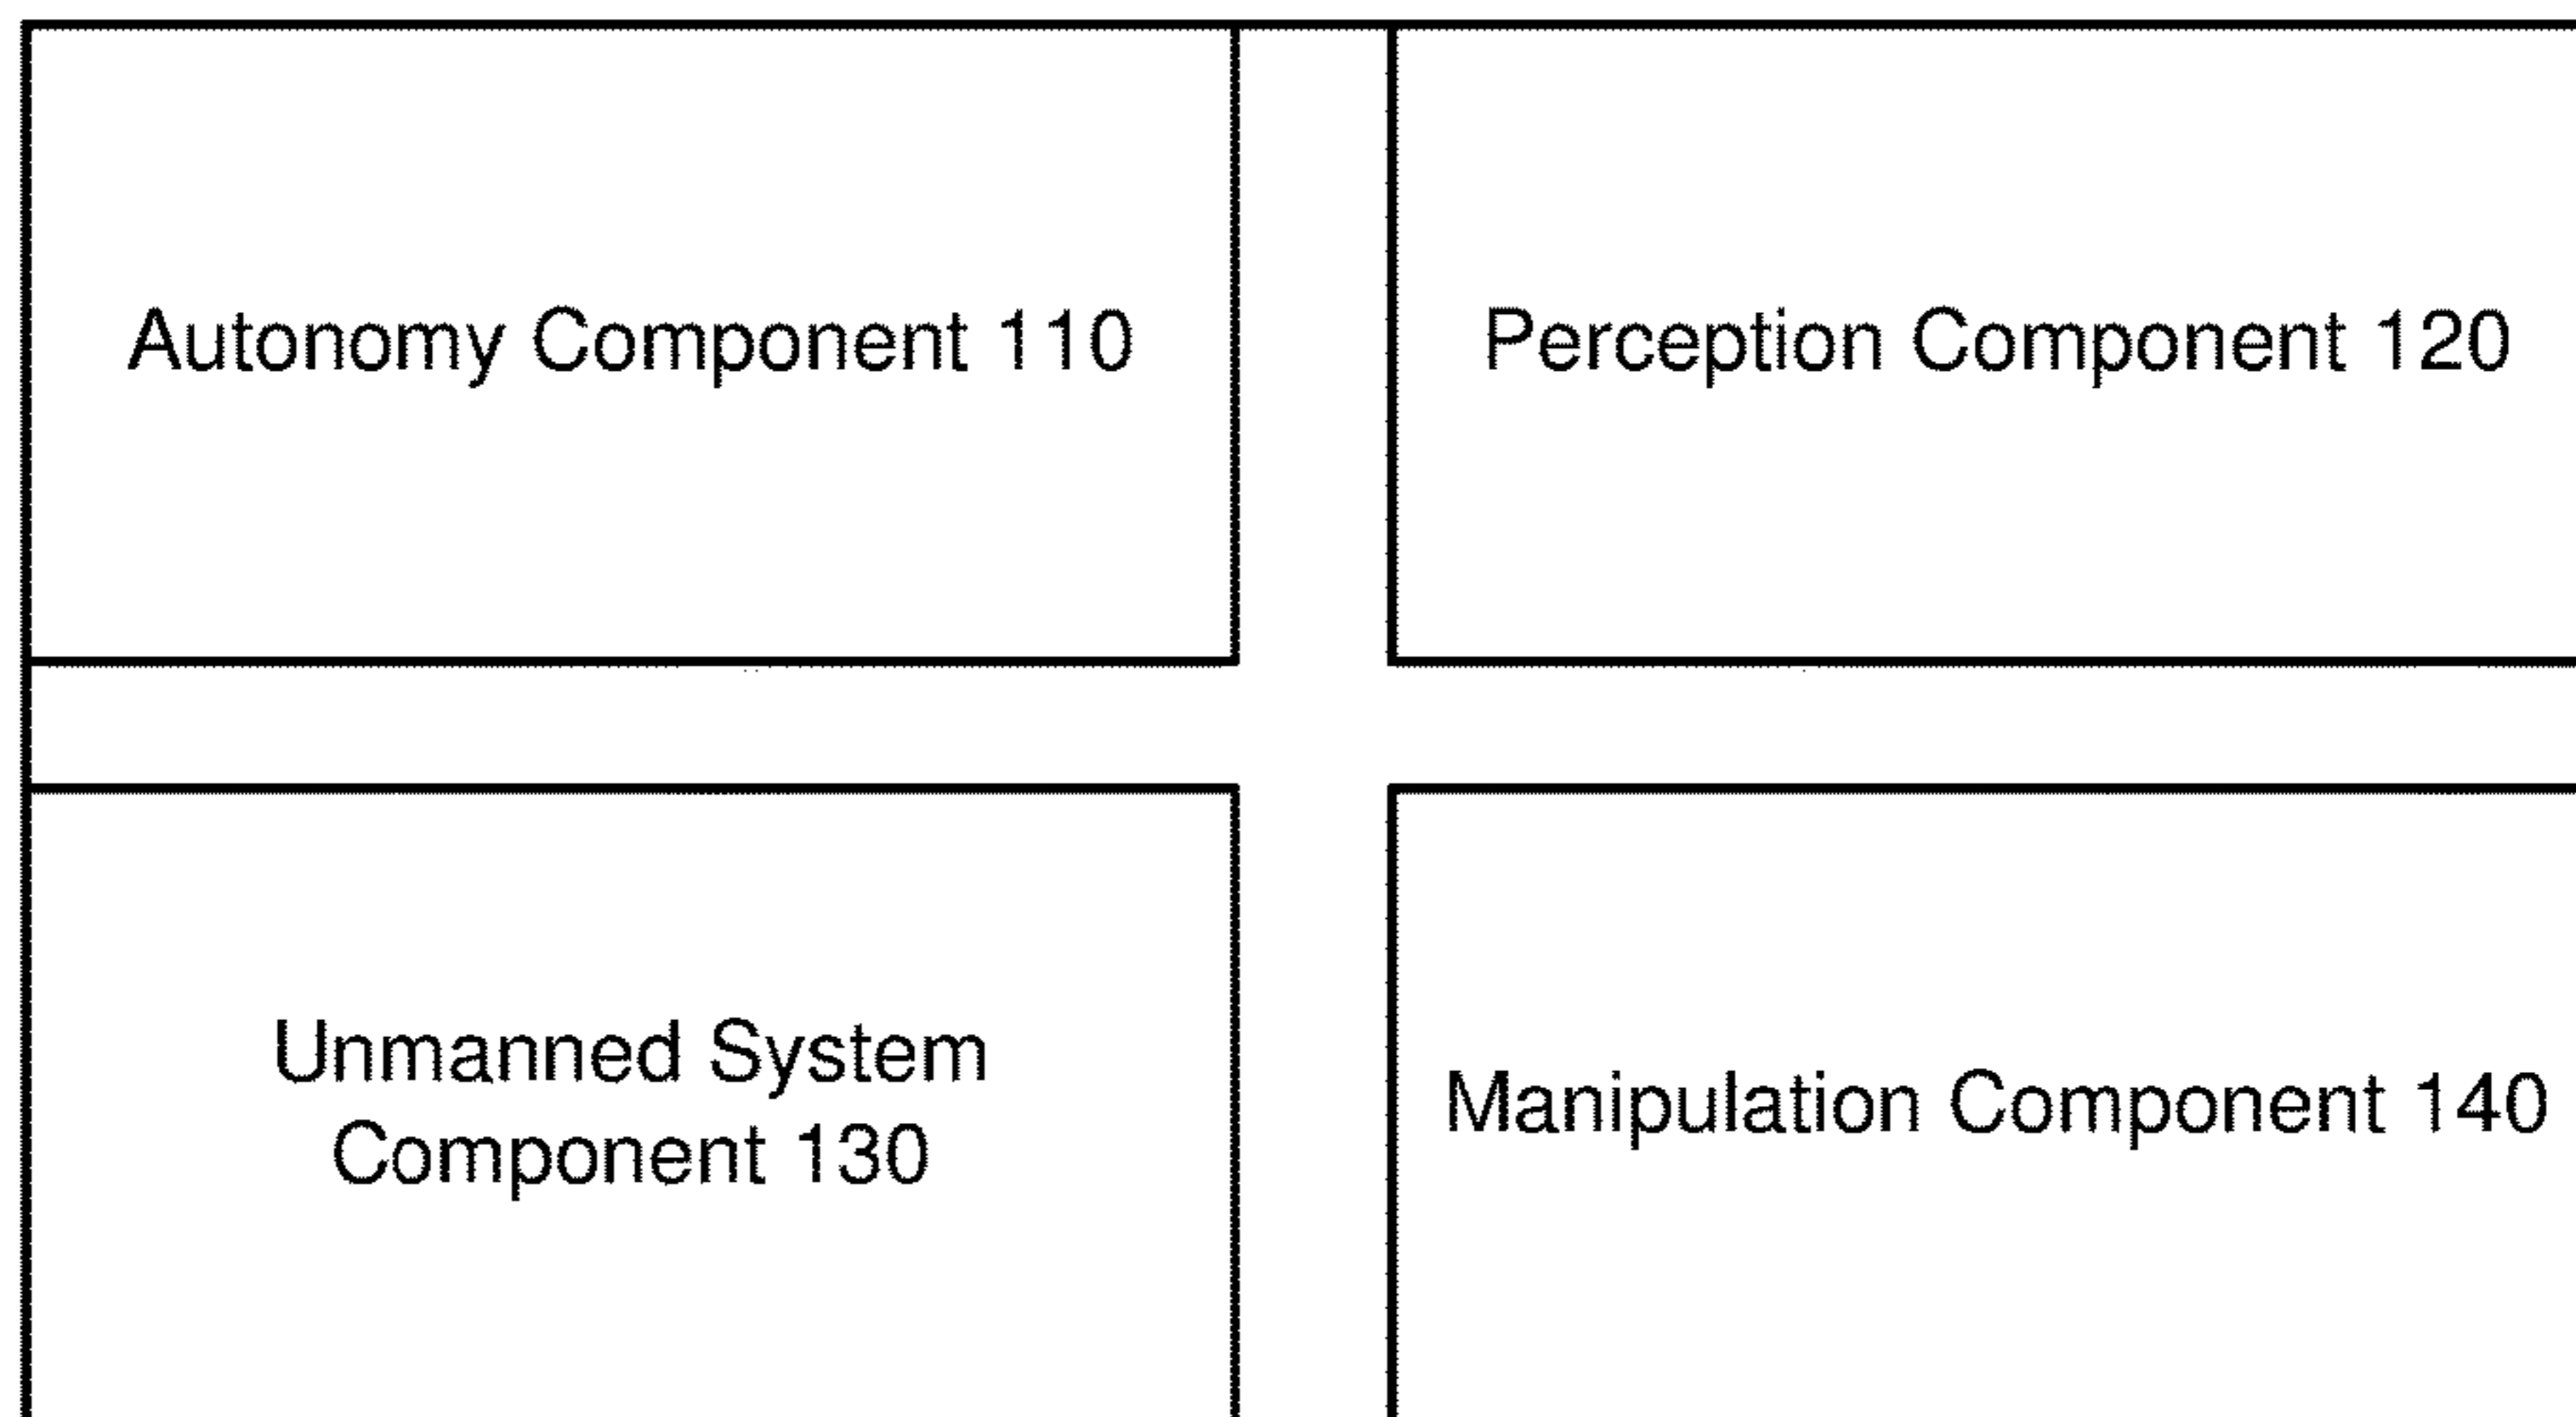 Autonomy Component 110
Perception Component 120
Unmanned System
Component 130
Manipulation Component 140